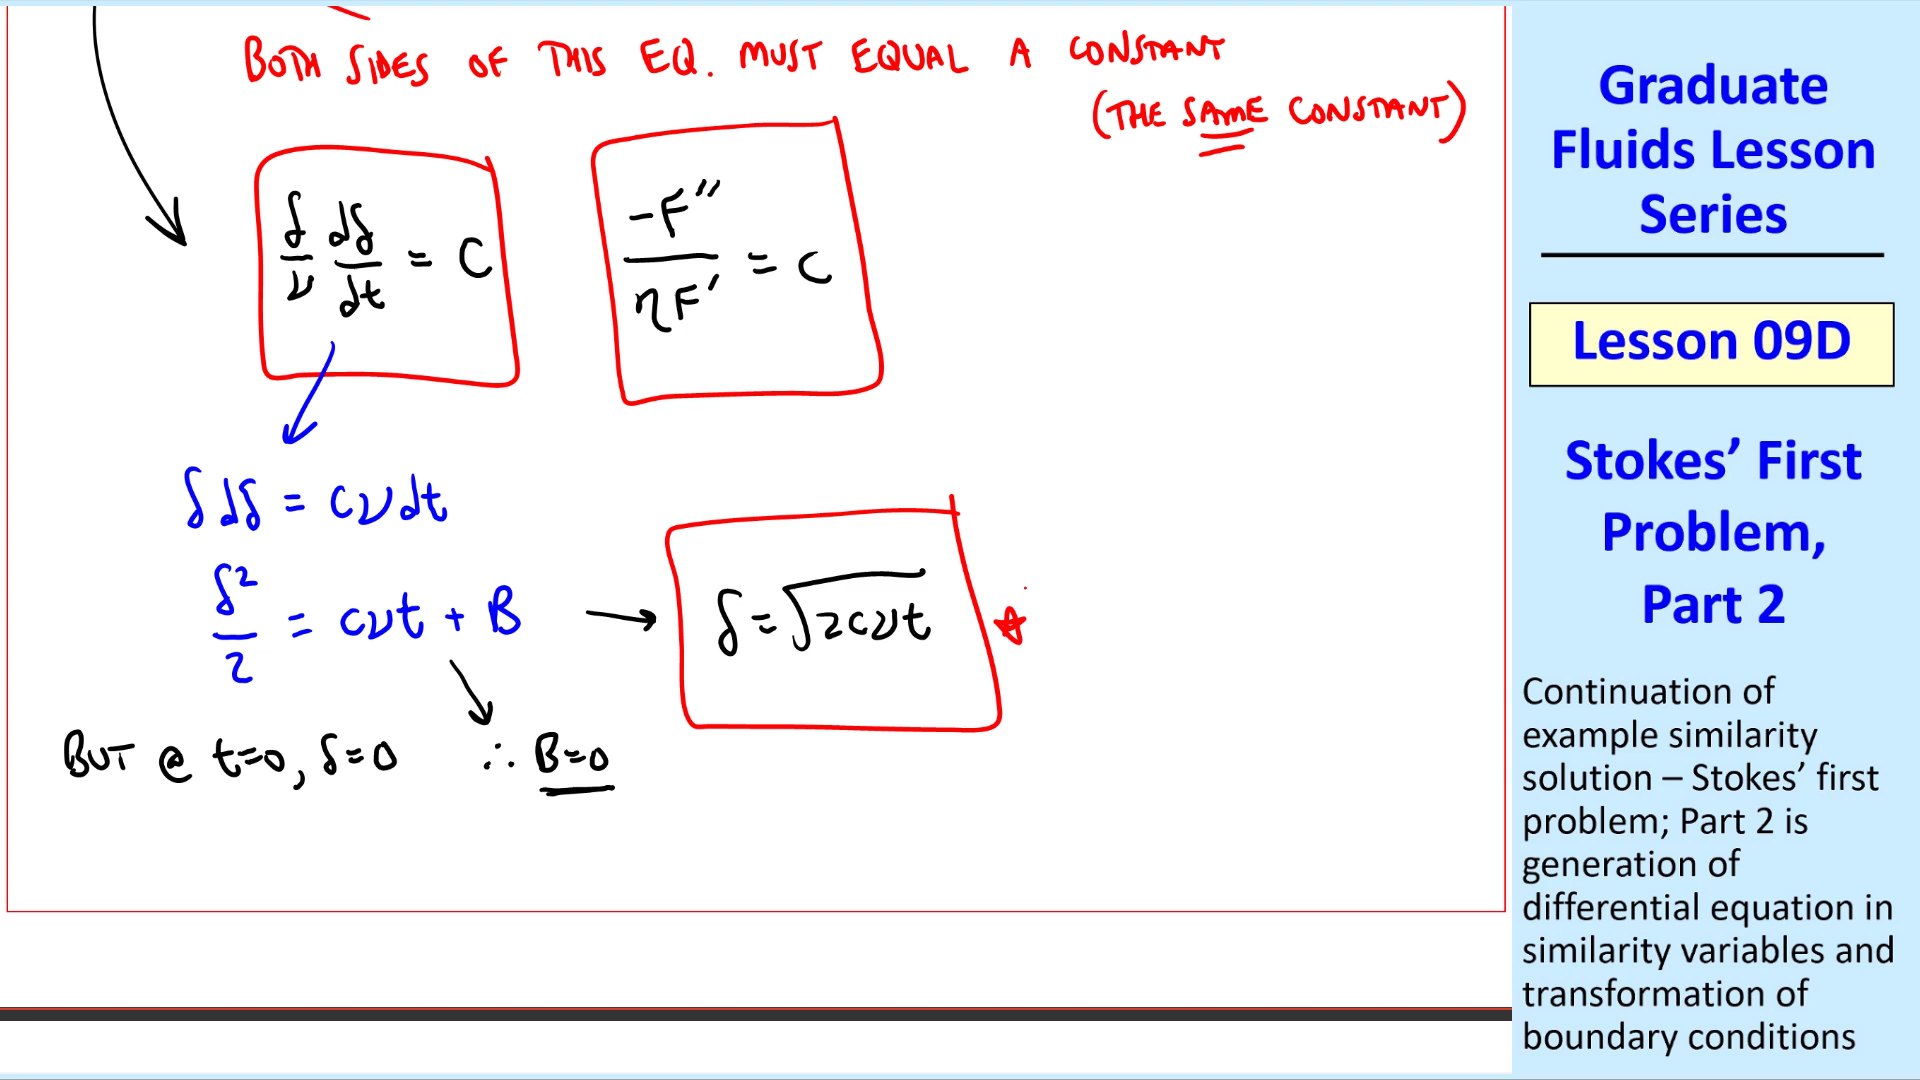 BOTH SIDES OF THIS EQ. MUST EQUAL A CONSTANT
(THE SAME CONSTANT)
δ/ν dδ/dt = C
-F″/ηF′ = C
δ dδ = cν dt
δ²/2 = cνt + B → δ = √2cνt
BUT @ t=0, δ=0 ∴ B=0
Graduate
Fluids Lesson
Series
Lesson 09D
Stokes’ First
Problem,
Part 2
Continuation of
example similarity
solution – Stokes’ first
problem; Part 2 is
generation of
differential equation in
similarity variables and
transformation of
boundary conditions